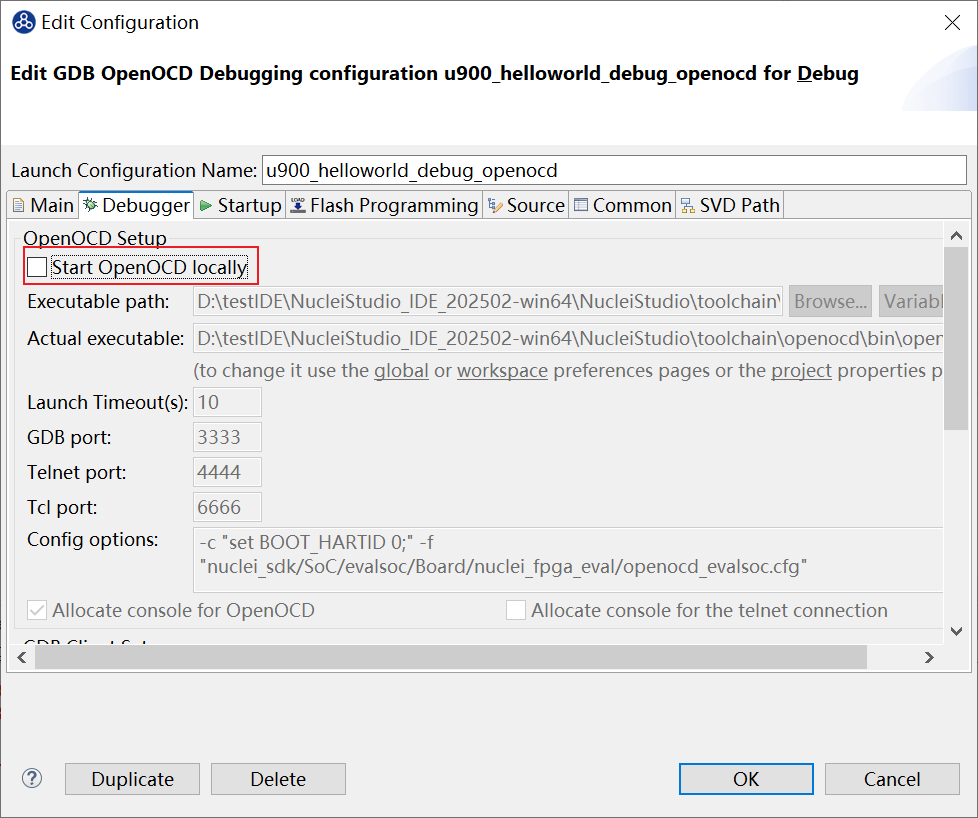 Edit Configuration
Edit GDB OpenOCD Debugging configuration u900_helloworld_debug_openocd for Debug
Launch Configuration Name: u900_helloworld_debug_openocd
Main Debugger Startup Flash Programming Source Common SVD Path
OpenOCD Setup
Start OpenOCD locally
Executable path: D:\testIDE\NucleiStudio_IDE_202502-win64\NucleiStudio\toolchain\ Browse... Variabl
Actual executable: D:\testIDE\NucleiStudio_IDE_202502-win64\NucleiStudio\toolchain\openocd\bin\open
(to change it use the global or workspace preferences pages or the project properties p
Launch Timeout(s): 10
GDB port: 3333
Telnet port: 4444
Tcl port: 6666
Config options: -c "set BOOT_HARTID 0;" -f
"nuclei_sdk/SoC/evalsoc/Board/nuclei_fpga_eval/openocd_evalsoc.cfg"
Allocate console for OpenOCD Allocate console for the telnet connection
Duplicate Delete OK Cancel